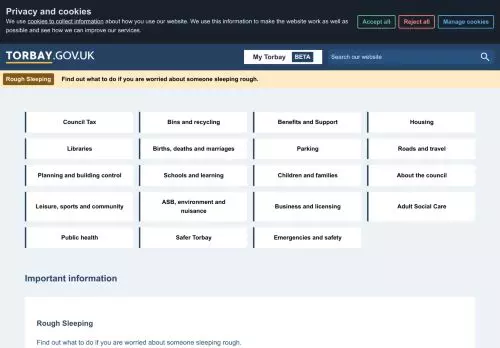 Privacy and cookies
We use cookies to collect information about how you use our website. We use this information to make the website work as well as
possible and see how we can improve our services.
Accept all
Reject all
Manage cookies
TORBAY.GOV.UK
My Torbay BETA
Search our website
Rough Sleeping
Find out what to do if you are worried about someone sleeping rough.
Council Tax
Bins and recycling
Benefits and Support
Housing
Libraries
Births, deaths and marriages
Parking
Roads and travel
Planning and building control
Schools and learning
Children and families
About the council
Leisure, sports and community
ASB, environment and
nuisance
Business and licensing
Adult Social Care
Public health
Safer Torbay
Emergencies and safety
Important information
Rough Sleeping
Find out what to do if you are worried about someone sleeping rough.